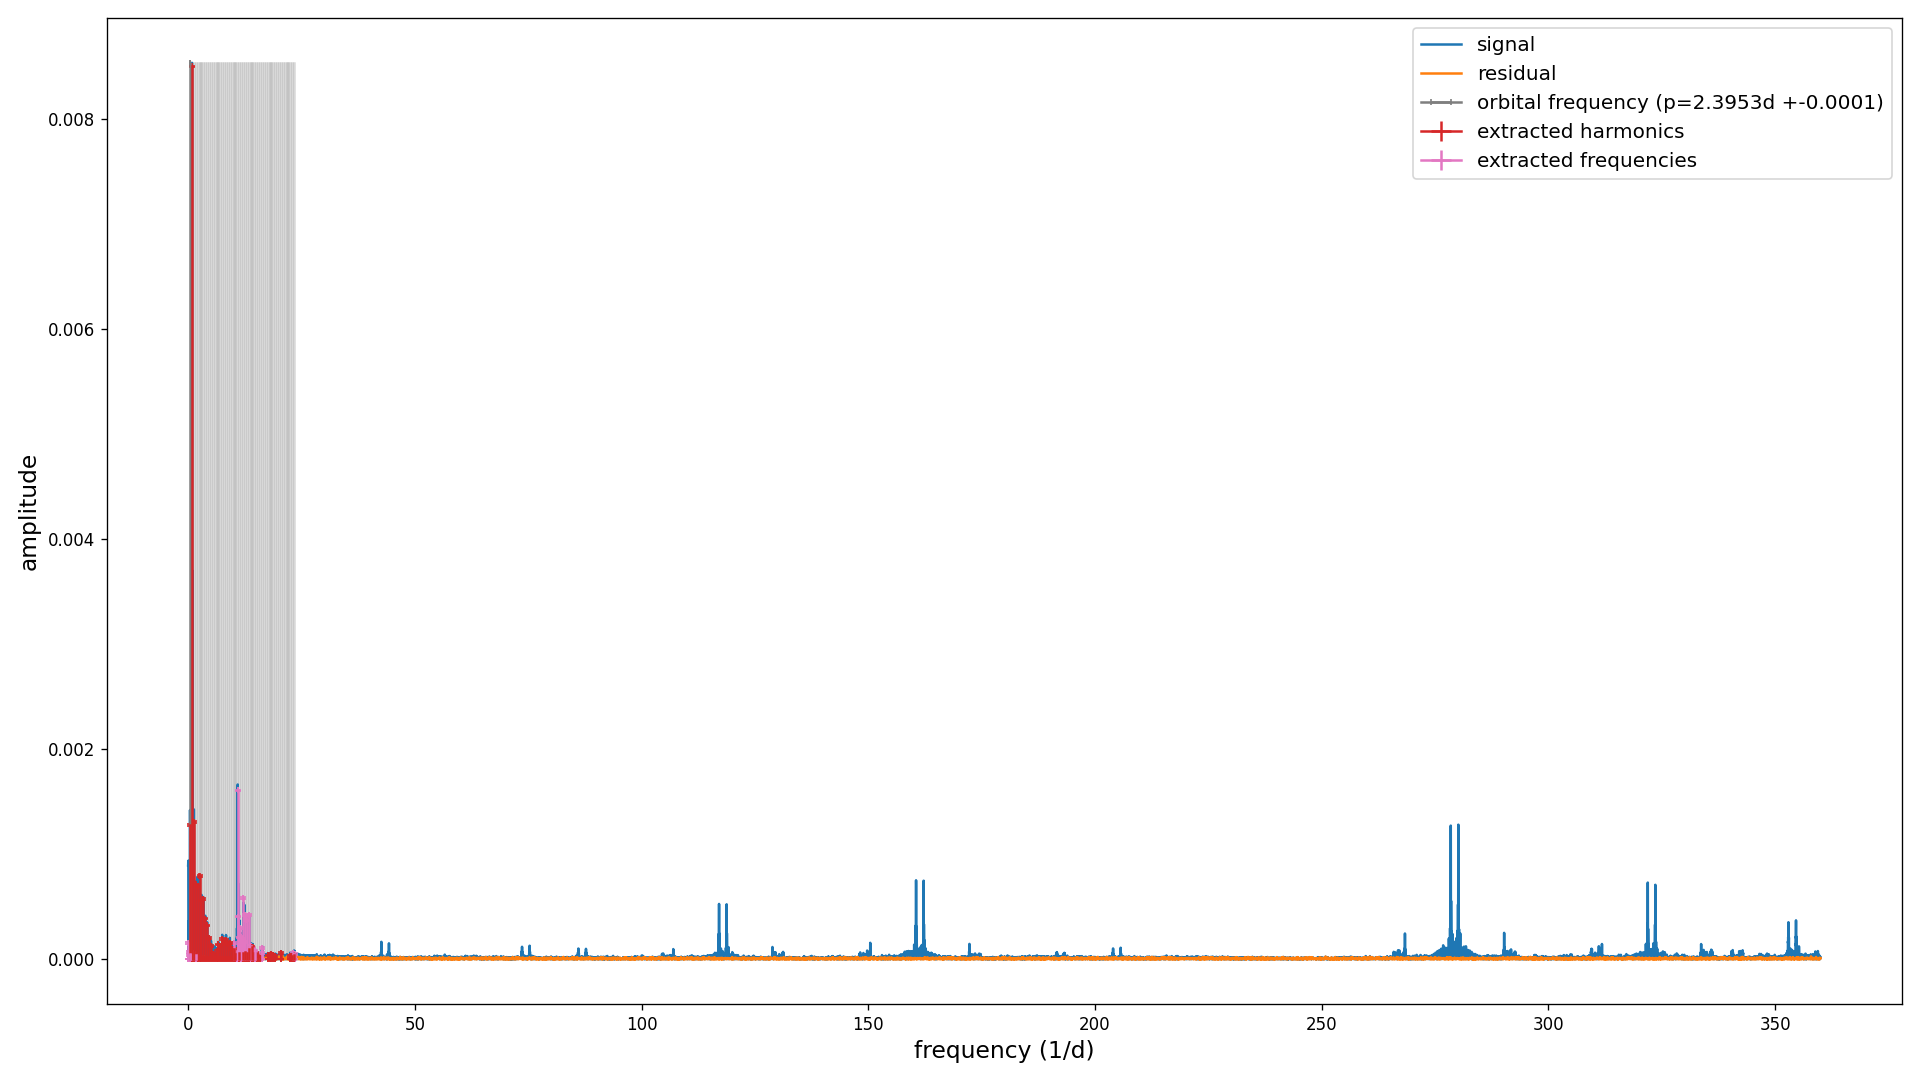 signal
residual
orbital frequency (p=2.3953d +-0.0001)
extracted harmonics
extracted frequencies
amplitude
0.008
0.006
0.004
0.002
0.000
0 50 100 150 200 250 300 350
frequency (1/d)